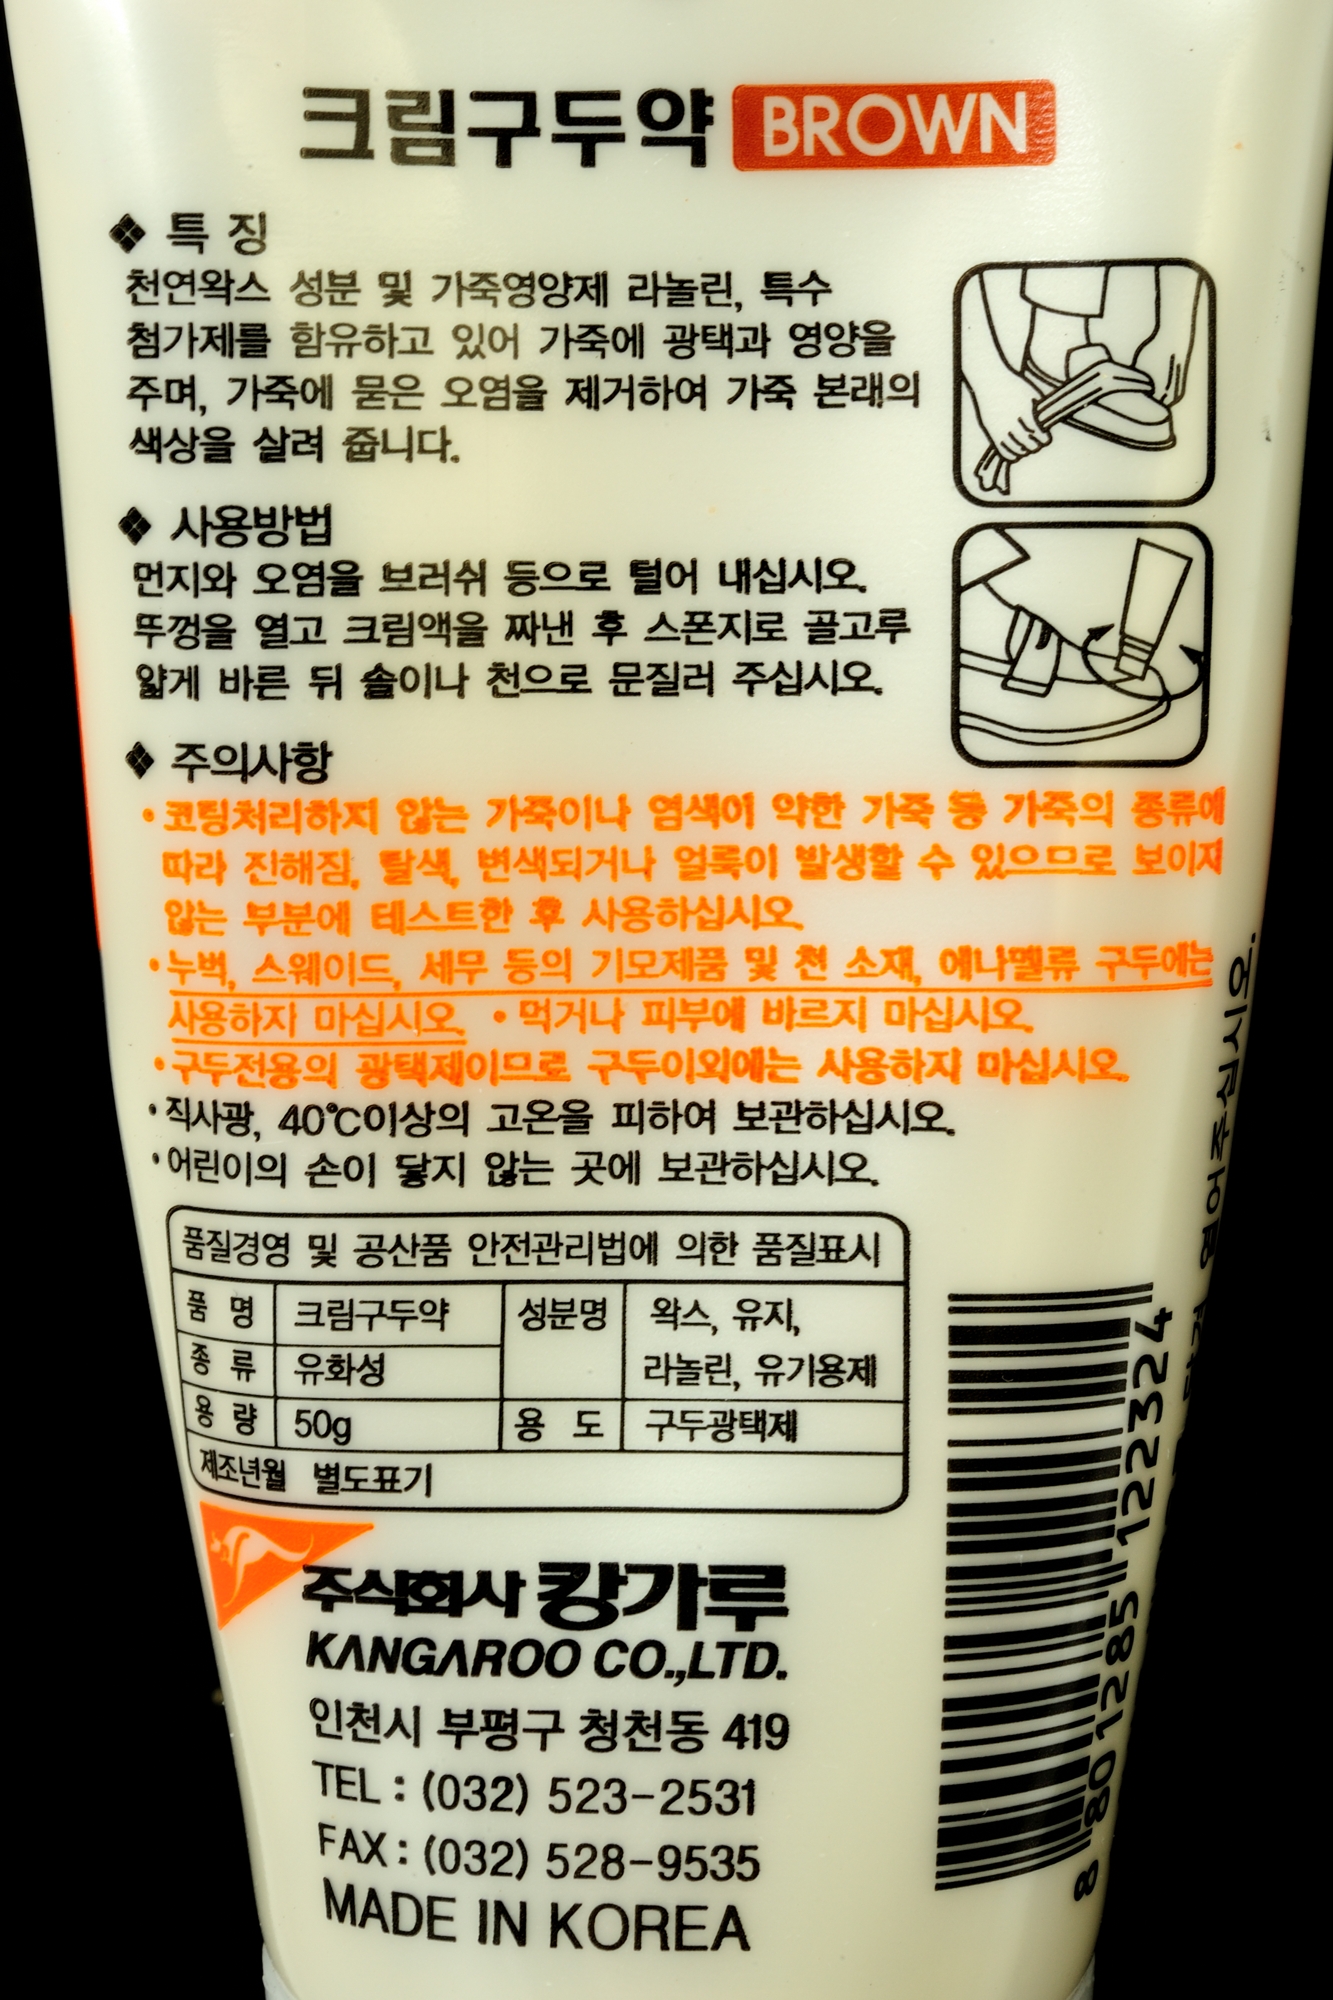 크림구두약 BROWN
❖ 특 징
천연왁스 성분 및 가죽영양제 라놀린, 특수
첨가제를 함유하고 있어 가죽에 광택과 영양을
주며, 가죽에 묻은 오염을 제거하여 가죽 본래의
색상을 살려 줍니다.
❖ 사용방법
먼지와 오염을 보러쉬 등으로 털어 내십시오.
뚜껑을 열고 크림액을 짜낸 후 스폰지로 골고루
얇게 바른 뒤 솔이나 천으로 문질러 주십시오.
❖ 주의사항
• 코팅처리하지 않는 가죽이나 염색이 약한 가죽 등 가죽의 종류에
따라 진해짐, 탈색, 변색되거나 얼룩이 발생할 수 있으므로 보이지
않는 부분에 테스트한 후 사용하십시오.
• 누벅, 스웨이드, 세무 등의 기모제품 및 천 소재, 에나멜류 구두에는
사용하지 마십시오. • 먹거나 피부에 바르지 마십시오.
• 구두전용의 광택제이므로 구두이외에는 사용하지 마십시오.
• 직사광, 40℃이상의 고온을 피하여 보관하십시오.
• 어린이의 손이 닿지 않는 곳에 보관하십시오.
품질경영 및 공산품 안전관리법에 의한 품질표시
품 명 크림구두약 성분명 왁스, 유지,
종 류 유화성 라놀린, 유기용제
용 량 50g 용 도 구두광택제
제조년월 별도표기
주식회사 캉가루
KANGAROO CO.,LTD.
인천시 부평구 청천동 419
TEL : (032) 523-2531
FAX : (032) 528-9535
MADE IN KOREA
8 801285 122324
열어주십시오.